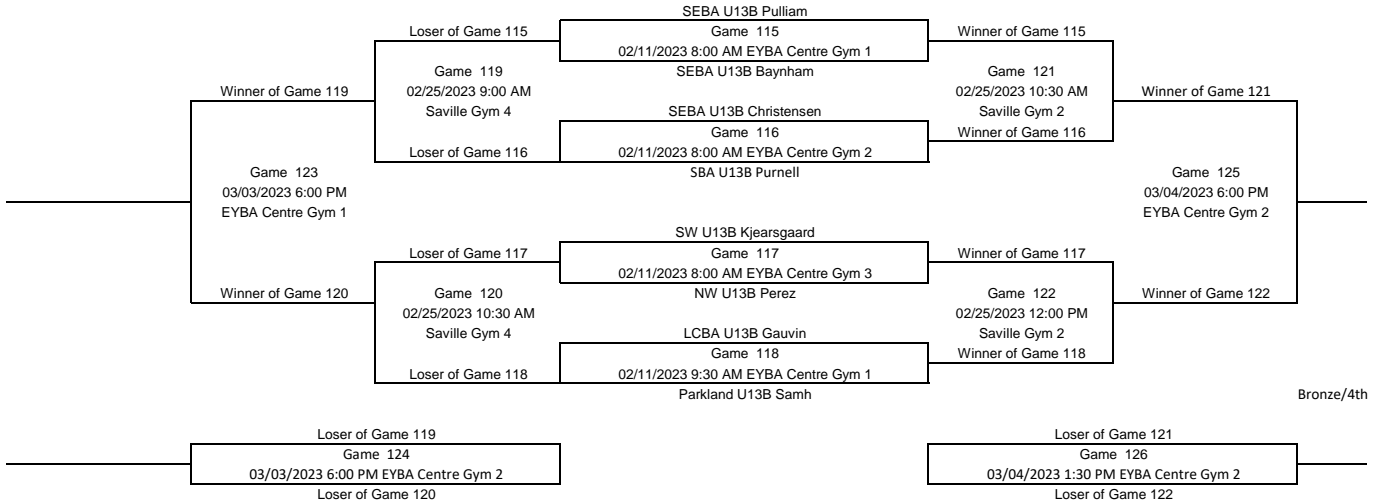 SEBA U13B Pulliam
Loser of Game 115
Game 115
Winner of Game 115
02/11/2023 8:00 AM EYBA Centre Gym 1
Game 119
SEBA U13B Baynham
Game 121
Winner of Game 119
02/25/2023 9:00 AM
02/25/2023 10:30 AM
Winner of Game 121
Saville Gym 4
SEBA U13B Christensen
Saville Gym 2
Game 116
Winner of Game 116
Loser of Game 116
02/11/2023 8:00 AM EYBA Centre Gym 2
Game 123
SBA U13B Purnell
Game 125
03/03/2023 6:00 PM
03/04/2023 6:00 PM
EYBA Centre Gym 1
EYBA Centre Gym 2
SW U13B Kjearsgaard
Loser of Game 117
Game 117
Winner of Game 117
02/11/2023 8:00 AM EYBA Centre Gym 3
Winner of Game 120
Game 120
NW U13B Perez
Game 122
Winner of Game 122
02/25/2023 10:30 AM
02/25/2023 12:00 PM
Saville Gym 4
LCBA U13B Gauvin
Saville Gym 2
Game 118
Winner of Game 118
Loser of Game 118
02/11/2023 9:30 AM EYBA Centre Gym 1
Parkland U13B Samh
Bronze/4th
Loser of Game 119
Loser of Game 121
Game 124
Game 126
03/03/2023 6:00 PM EYBA Centre Gym 2
03/04/2023 1:30 PM EYBA Centre Gym 2
Loser of Game 120
Loser of Game 122